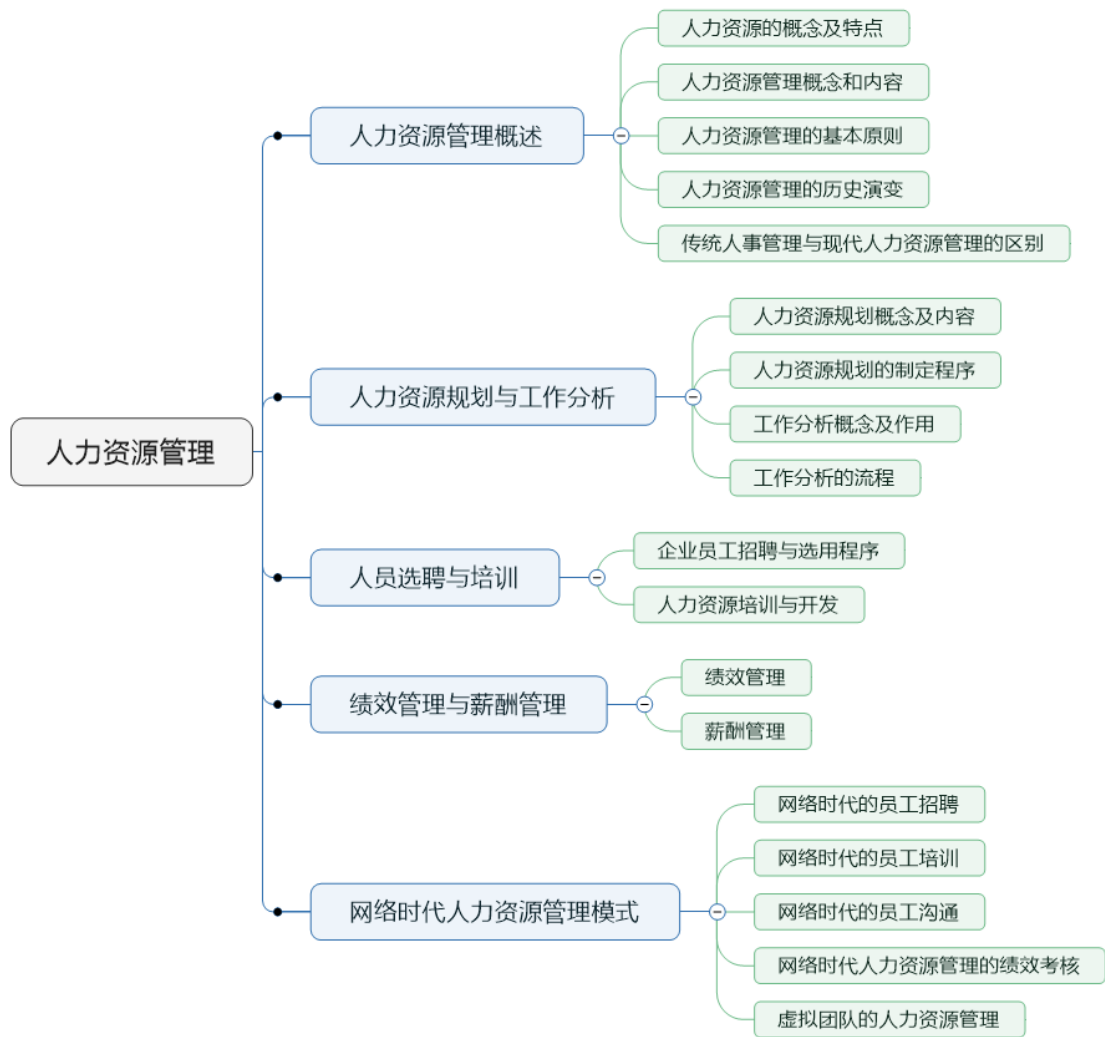 人力资源管理
人力资源管理概述
人力资源的概念及特点
人力资源管理概念和内容
人力资源管理的基本原则
人力资源管理的历史演变
传统人事管理与现代人力资源管理的区别
人力资源规划与工作分析
人力资源规划概念及内容
人力资源规划的制定程序
工作分析概念及作用
工作分析的流程
人员选聘与培训
企业员工招聘与选用程序
人力资源培训与开发
绩效管理与薪酬管理
绩效管理
薪酬管理
网络时代人力资源管理模式
网络时代的员工招聘
网络时代的员工培训
网络时代的员工沟通
网络时代人力资源管理的绩效考核
虚拟团队的人力资源管理